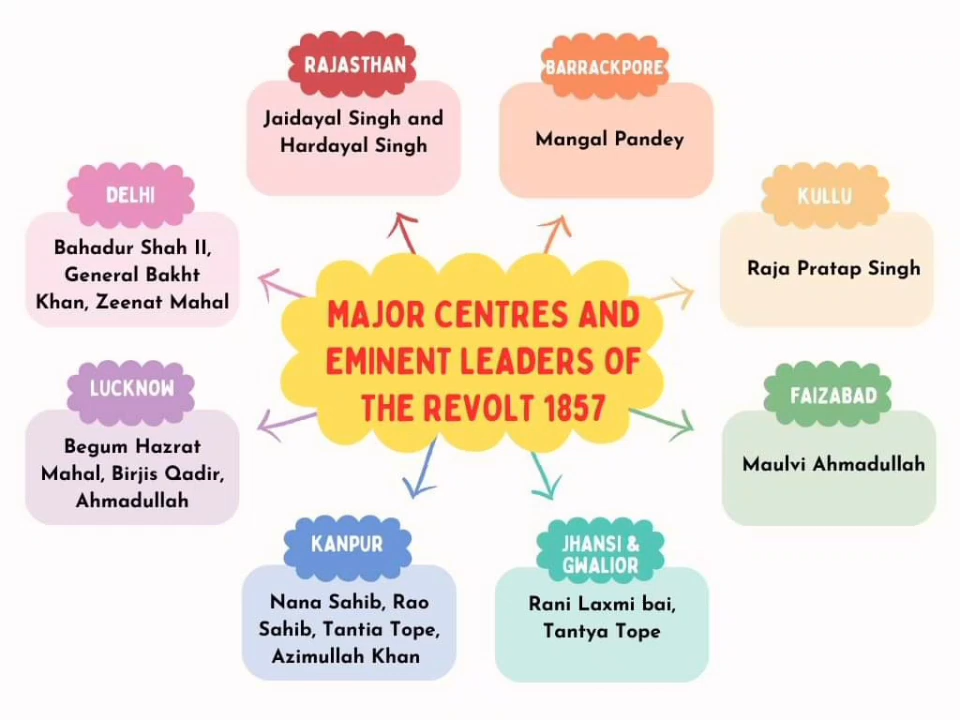 RAJASTHAN
Jaidayal Singh and
Hardayal Singh
BARRACKPORE
Mangal Pandey
DELHI
Bahadur Shah II,
General Bakht
Khan, Zeenat Mahal
KULLU
Raja Pratap Singh
MAJOR CENTRES AND
EMINENT LEADERS OF
THE REVOLT 1857
LUCKNOW
Begum Hazrat
Mahal, Birjis Qadir,
Ahmadullah
FAIZABAD
Maulvi Ahmadullah
KANPUR
Nana Sahib, Rao
Sahib, Tantia Tope,
Azimullah Khan
JHANSI &
GWALIOR
Rani Laxmi bai,
Tantya Tope